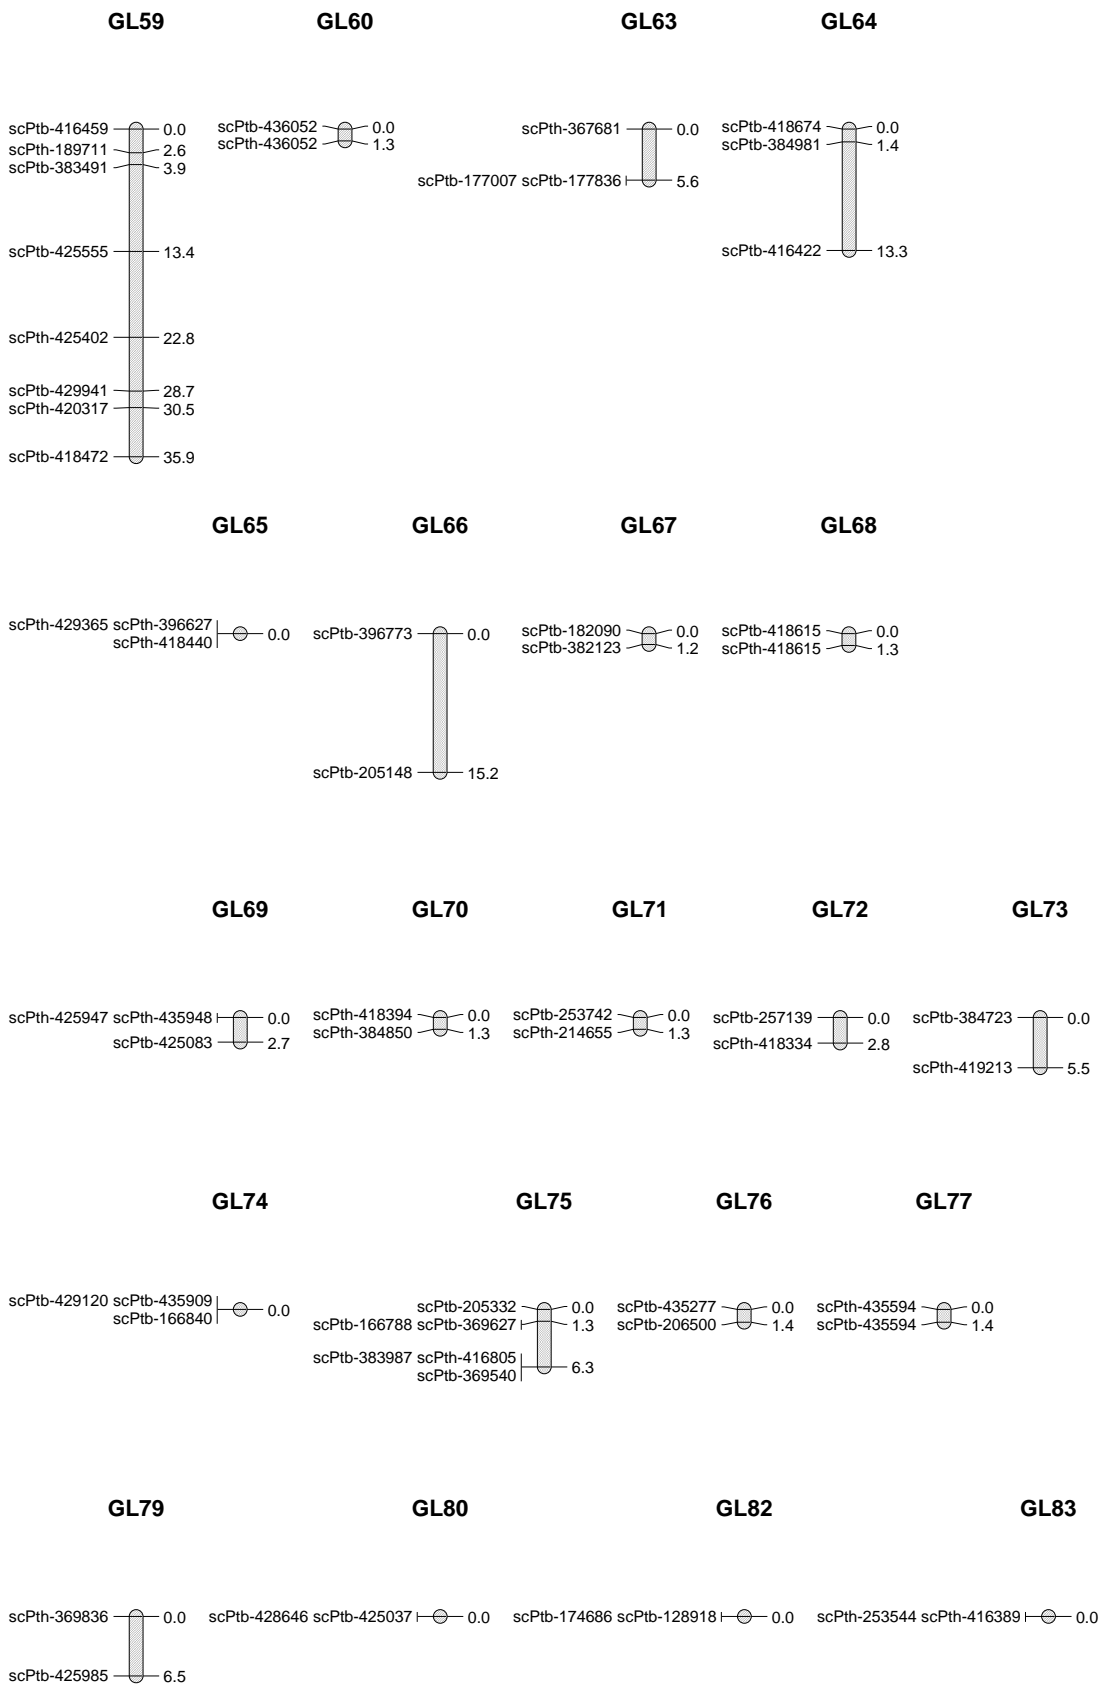 GL59 GL60 GL63 GL64
scPtb-416459 0.0
scPth-189711 2.6
scPtb-383491 3.9
scPtb-425555 13.4
scPth-425402 22.8
scPtb-429941 28.7
scPth-420317 30.5
scPtb-418472 35.9
scPtb-436052 0.0
scPth-436052 1.3
scPth-367681 0.0
scPtb-177007 scPtb-177836 5.6
scPtb-418674 0.0
scPtb-384981 1.4
scPtb-416422 13.3
GL65 GL66 GL67 GL68
scPth-429365 scPth-396627
scPth-418440 0.0
scPtb-396773 0.0
scPtb-205148 15.2
scPtb-182090 0.0
scPtb-382123 1.2
scPtb-418615 0.0
scPth-418615 1.3
GL69 GL70 GL71 GL72 GL73
scPth-425947 scPth-435948 0.0
scPtb-425083 2.7
scPth-418394 0.0
scPth-384850 1.3
scPtb-253742 0.0
scPth-214655 1.3
scPtb-257139 0.0
scPth-418334 2.8
scPtb-384723 0.0
scPth-419213 5.5
GL74 GL75 GL76 GL77
scPtb-429120 scPtb-435909
scPtb-166840 0.0
scPtb-205332 0.0
scPtb-166788 scPtb-369627 1.3
scPtb-383987 scPth-416805
scPtb-369540 6.3
scPtb-435277 0.0
scPtb-206500 1.4
scPth-435594 0.0
scPtb-435594 1.4
GL79 GL80 GL82 GL83
scPth-369836 0.0
scPtb-425985 6.5
scPtb-428646 scPtb-425037 0.0
scPtb-174686 scPtb-128918 0.0
scPth-253544 scPth-416389 0.0